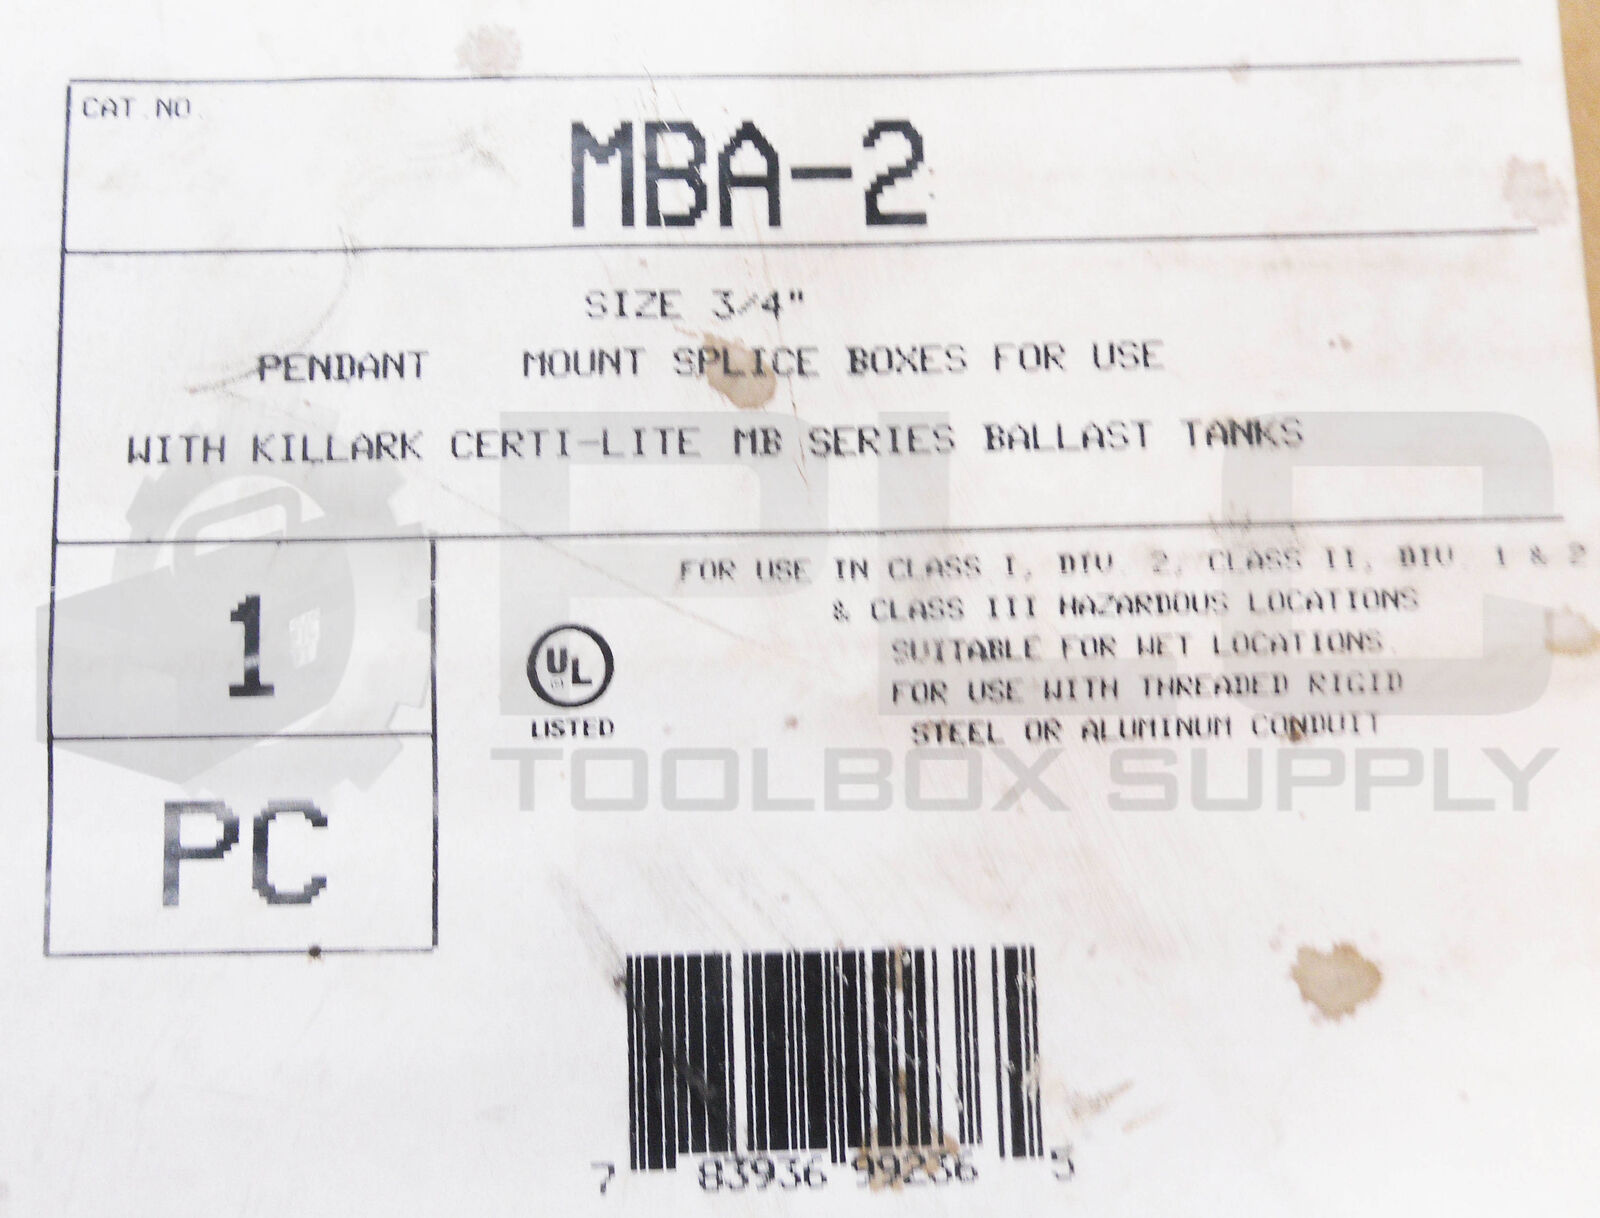 CAT. NO.
MBA-2
SIZE 3/4"
PENDANT MOUNT SPLICE BOXES FOR USE
WITH KILLARK CERTI-LITE MB SERIES BALLAST TANKS
1
PC
UL
LISTED
FOR USE IN CLASS I, DIV. 2, CLASS II, DIV. 1 & 2
& CLASS III HAZARDOUS LOCATIONS
SUITABLE FOR WET LOCATIONS.
FOR USE WITH THREADED RIGID
STEEL OR ALUMINUM CONDUIT
PLC
TOOLBOX SUPPLY
7 83936 99236 5